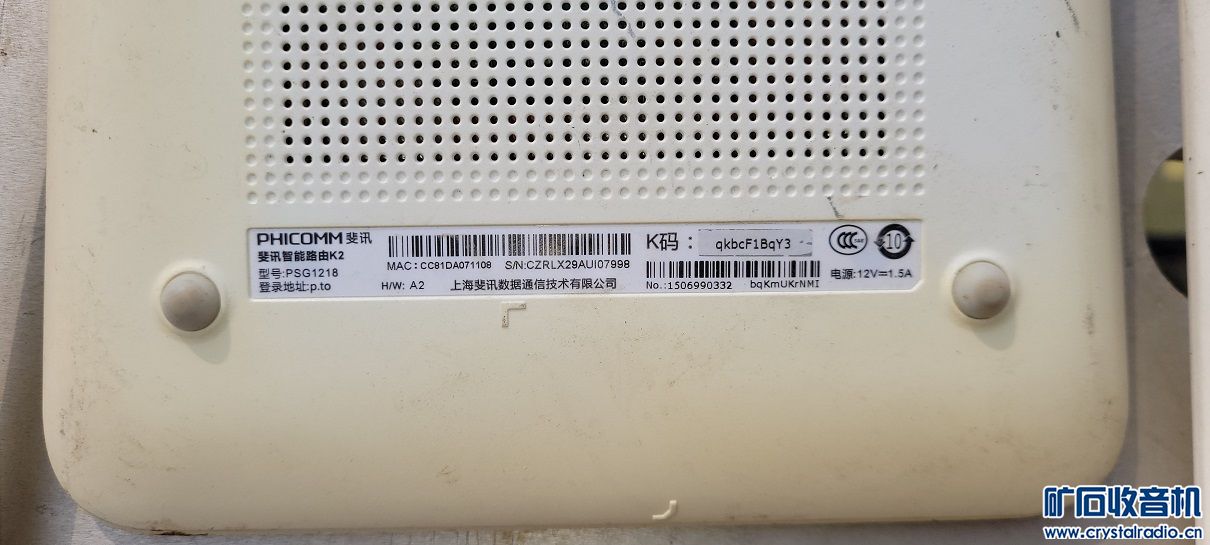 PHICOMM 斐讯
斐讯智能路由K2
型号:PSG1218
登录地址:p.to
MAC:CC81DA071108 S/N:CZRLX29AUI07998
H/W: A2 上海斐讯数据通信技术有限公司
K码: qkbcF1BqY3
No.:1506990332 bqKmUKrNMI
CCC
10
电源:12V⎓1.5A
矿石收音机
www.crystalradio.cn